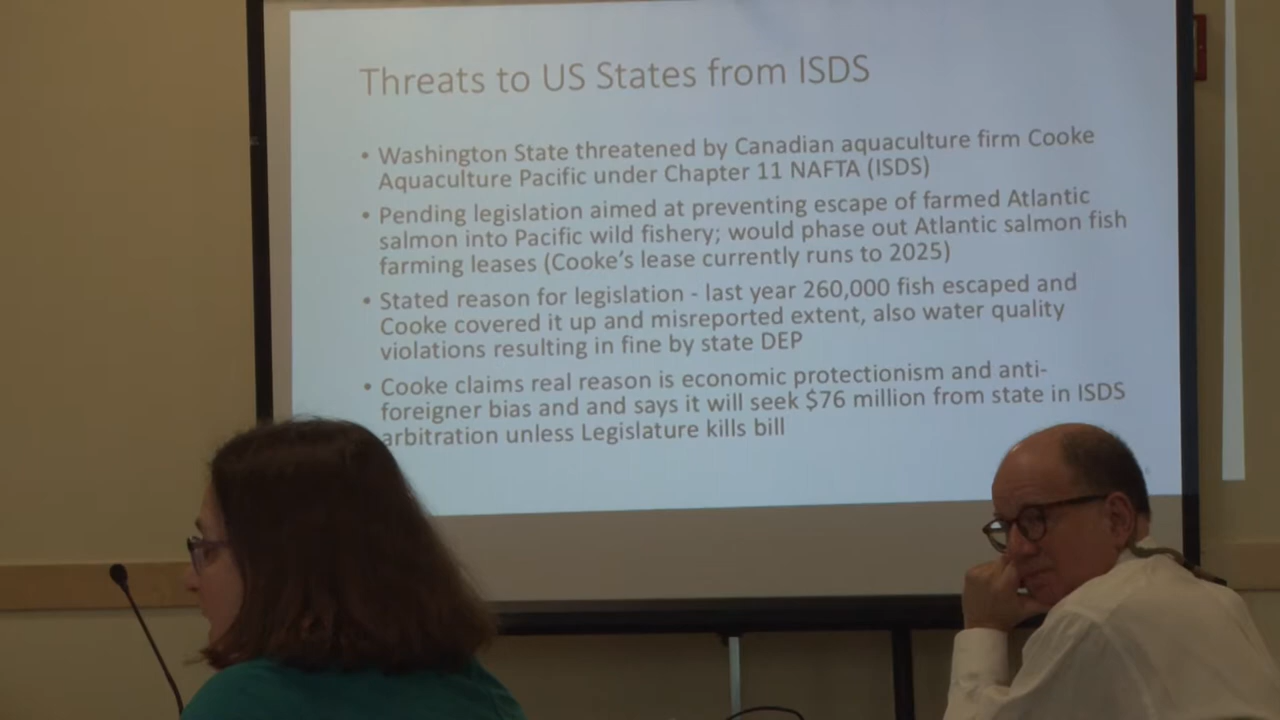 Threats to US States from ISDS
• Washington State threatened by Canadian aquaculture firm Cooke
Aquaculture Pacific under Chapter 11 NAFTA (ISDS)
• Pending legislation aimed at preventing escape of farmed Atlantic
salmon into Pacific wild fishery; would phase out Atlantic salmon fish
farming leases (Cooke's lease currently runs to 2025)
• Stated reason for legislation - last year 260,000 fish escaped and
Cooke covered it up and misreported extent, also water quality
violations resulting in fine by state DEP
• Cooke claims real reason is economic protectionism and anti-
foreigner bias and and says it will seek $76 million from state in ISDS
arbitration unless Legislature kills bill